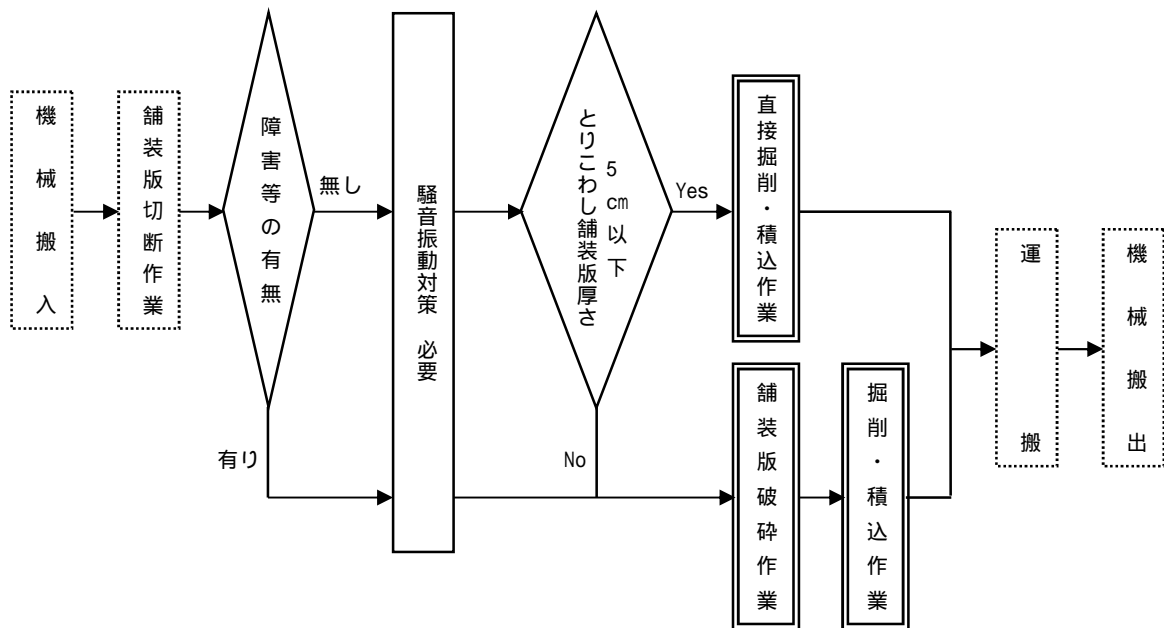 機械搬入
舗装版切断作業
障害等の有無
無し
有り
騒音振動対策 必要
とりこわし舗装版厚さ
5cm以下
Yes
No
直接掘削・積込作業
舗装版破砕作業
掘削・積込作業
運搬
機械搬出